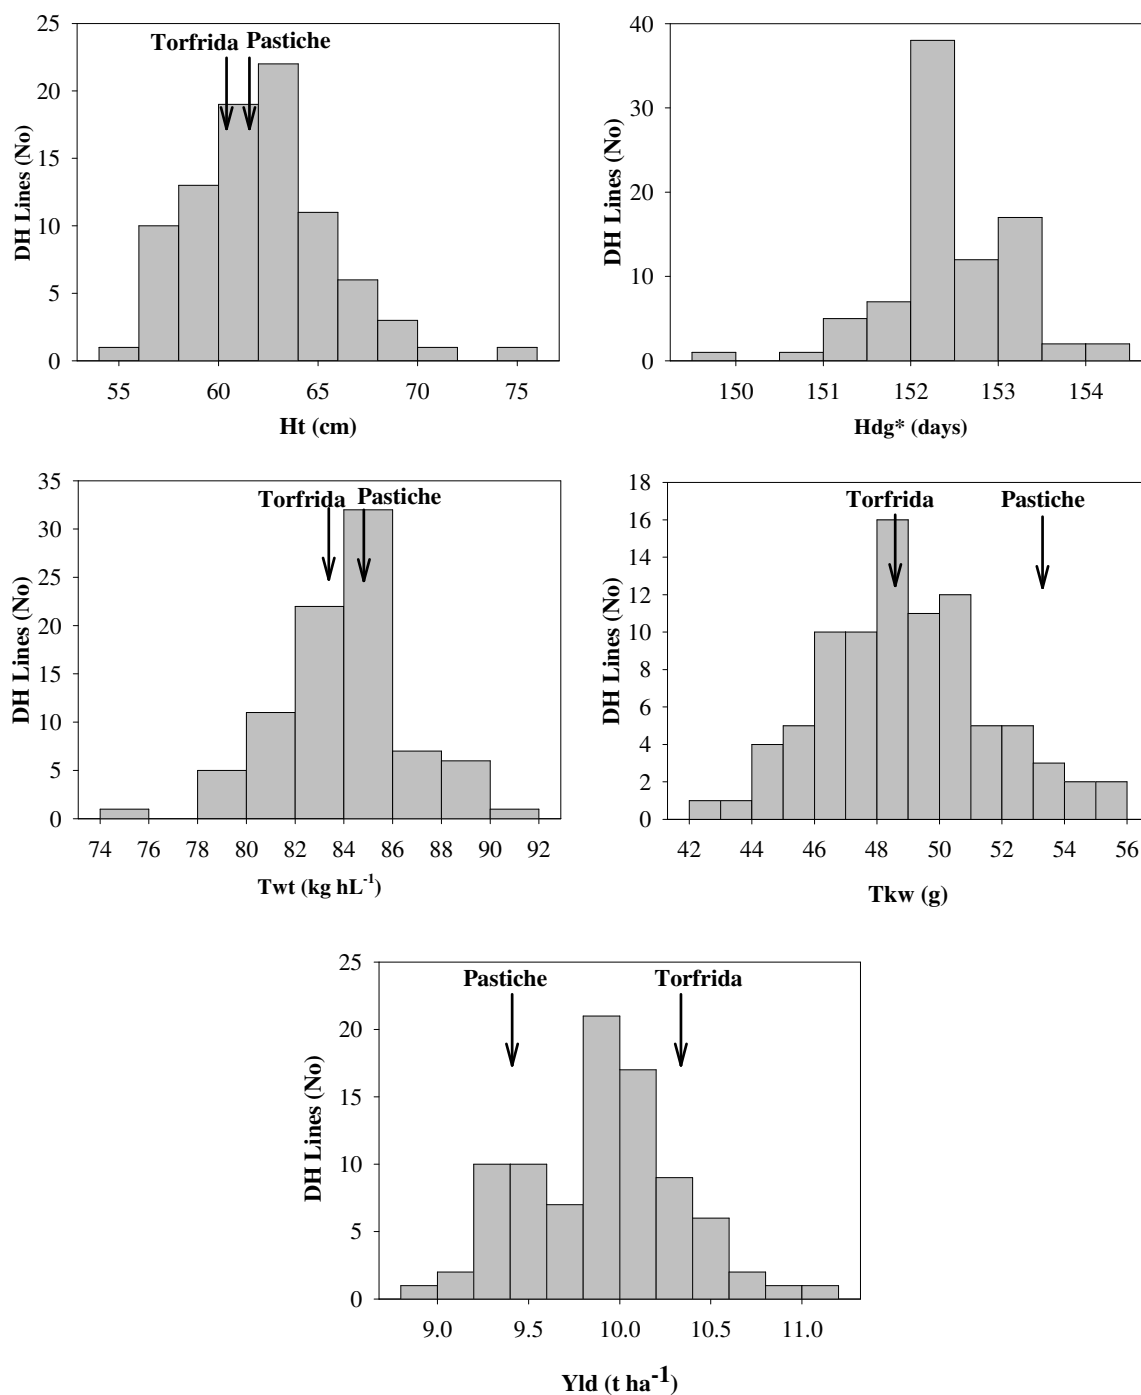 25
20
15
10
5
0
DH Lines (No)
Torfrida Pastiche
55 60 65 70 75
Ht (cm)
40
30
20
10
0
DH Lines (No)
150 151 152 153 154
Hdg* (days)
35
30
25
20
15
10
5
0
DH Lines (No)
Torfrida Pastiche
74 76 78 80 82 84 86 88 90 92
Twt (kg hL⁻¹)
18
16
14
12
10
8
6
4
2
0
DH Lines (No)
Torfrida Pastiche
42 44 46 48 50 52 54 56
Tkw (g)
25
20
15
10
5
0
DH Lines (No)
Pastiche Torfrida
9.0 9.5 10.0 10.5 11.0
Yld (t ha⁻¹)